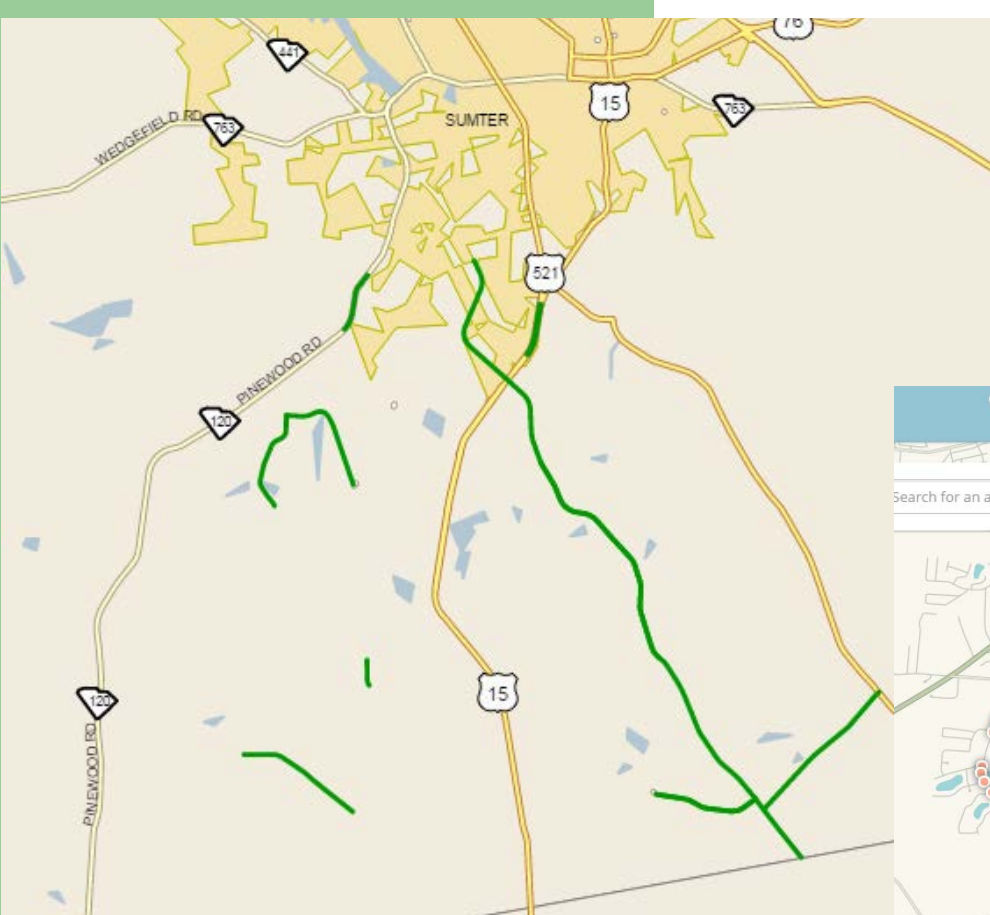 76
441
15
763
SUMTER
763
WEDGEFIELD RD
521
PINEWOOD RD
120
Search for an a
15
120
PINEWOOD RD